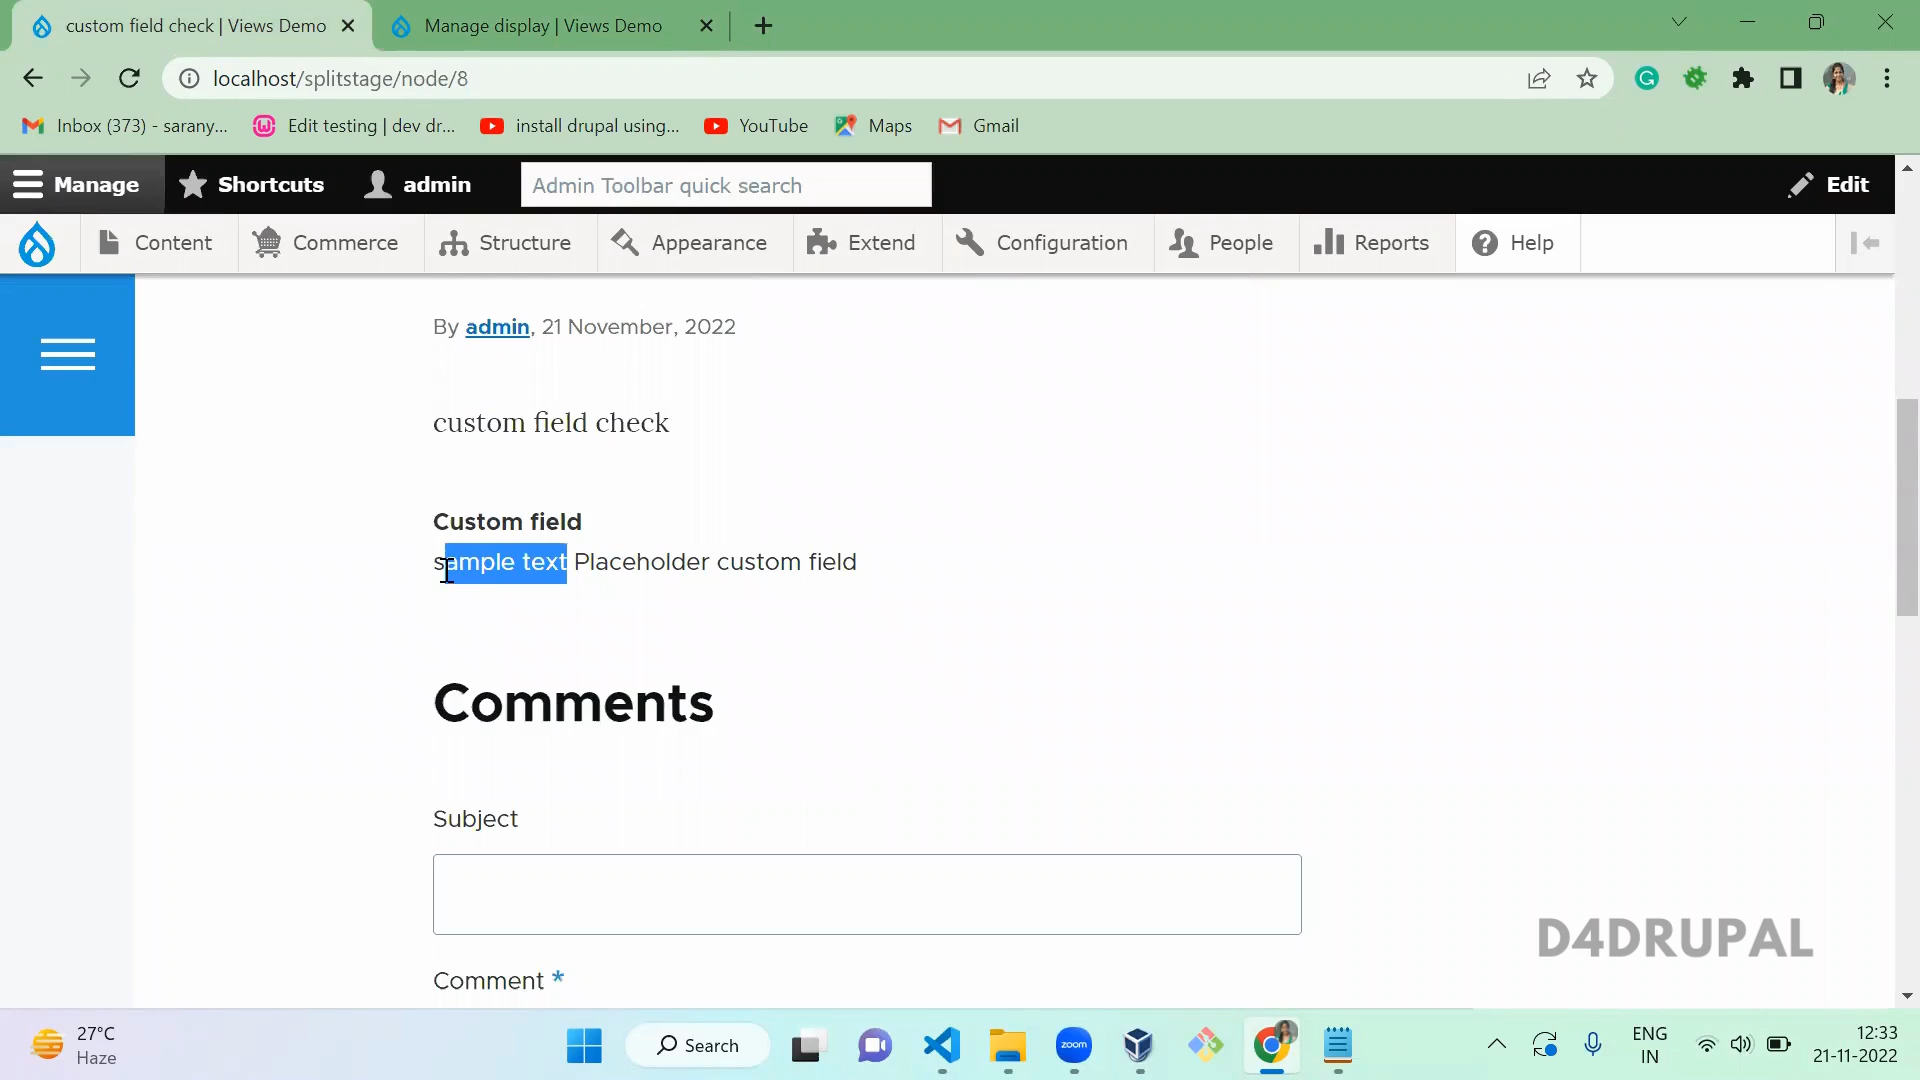 custom field check | Views Demo
Manage display | Views Demo
localhost/splitstage/node/8
Inbox (373) - sarany...
Edit testing | dev dr...
install drupal using...
YouTube
Maps
Gmail
Manage
Shortcuts
admin
Admin Toolbar quick search
Edit
Content
Commerce
Structure
Appearance
Extend
Configuration
People
Reports
Help
By admin, 21 November, 2022
custom field check
Custom field
sample text Placeholder custom field
Comments
Subject
D4DRUPAL
Comment *
27°C
Haze
Search
zoom
ENG
IN
12:33
21-11-2022